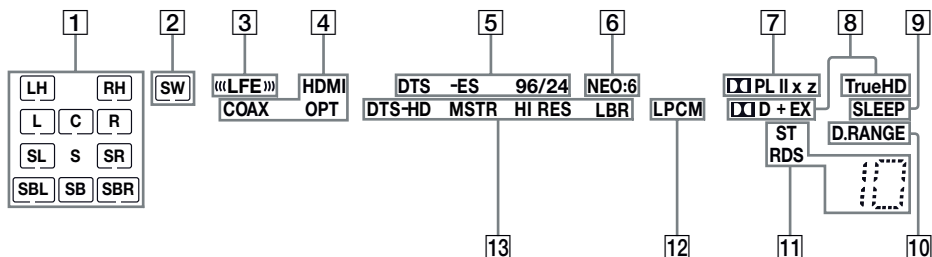 1 2 3 4 5 6 7 8 9
LH RH SW LFE HDMI DTS -ES 96/24 NEO:6 PL II x z TrueHD
L C R COAX OPT DTS-HD MSTR HI RES LBR LPCM D + EX SLEEP
SL S SR ST D.RANGE
RDS
SBL SB SBR 10
13 12 11 10